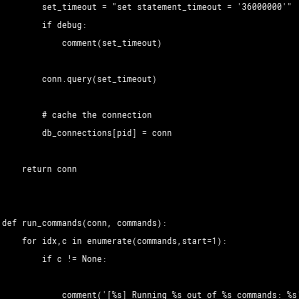 set_timeout = "set statement_timeout = '36000000'"
if debug:
comment(set_timeout)
conn.query(set_timeout)
# cache the connection
db_connections[pid] = conn
return conn
def run_commands(conn, commands):
for idx,c in enumerate(commands,start=1):
if c != None:
comment('[%s] Running %s out of %s commands: %s